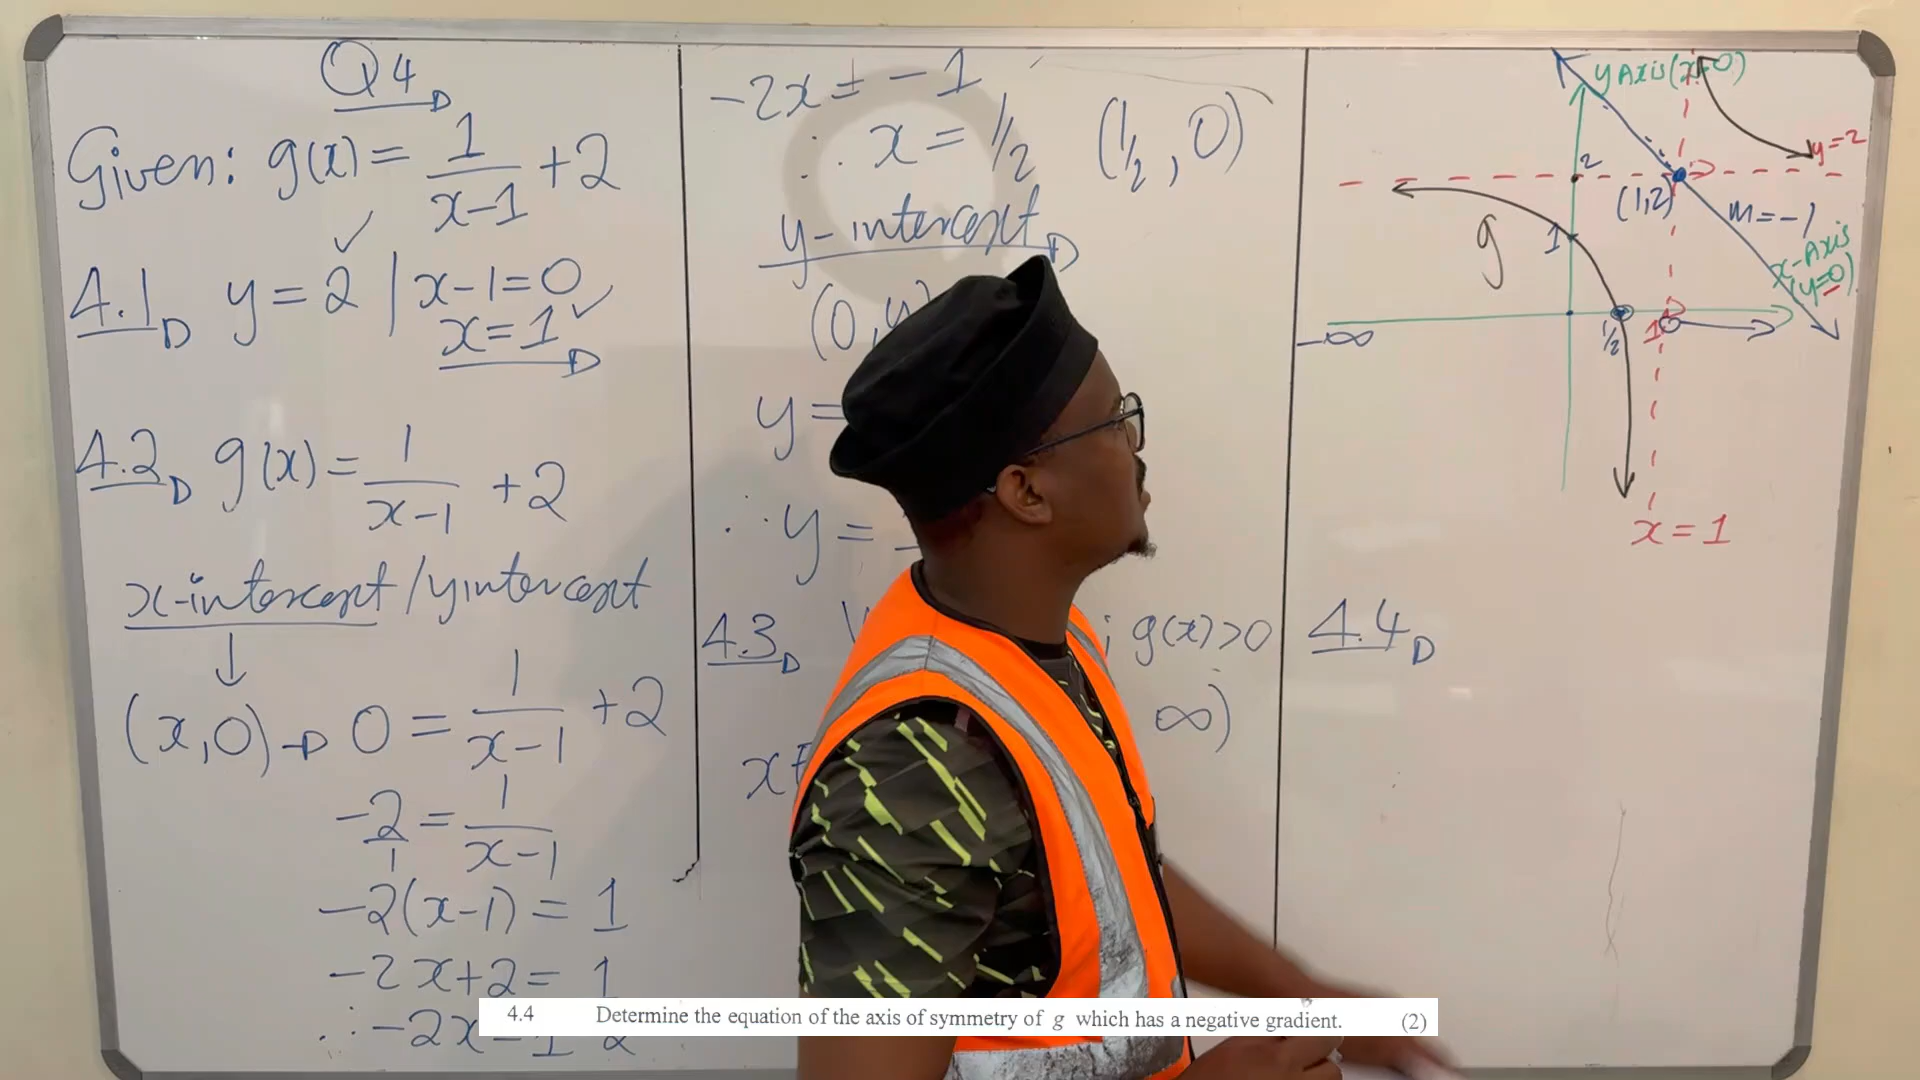 Q4
Given: g(x) = 1/(x-1) + 2
4.1 y = 2 | x-1=0
x=1
4.2 g(x) = 1/(x-1) + 2
x-intercept / y intercept
(x,0) → 0 = 1/(x-1) + 2
-2/1 = 1/(x-1)
-2(x-1) = 1
-2x+2 = 1
∴ -2x
-2x = -1
∴ x = 1/2 (1/2, 0)
y-intercept
(0,y)
y =
∴ y =
4.3 ; g(x) > 0
x
∞)
y Axis (x=0)
y=2
2
(1,2)
m = -1
1
g
x-Axis
(y=0)
-∞
1/2
1
x = 1
4.4
4.4 Determine the equation of the axis of symmetry of g which has a negative gradient. (2)